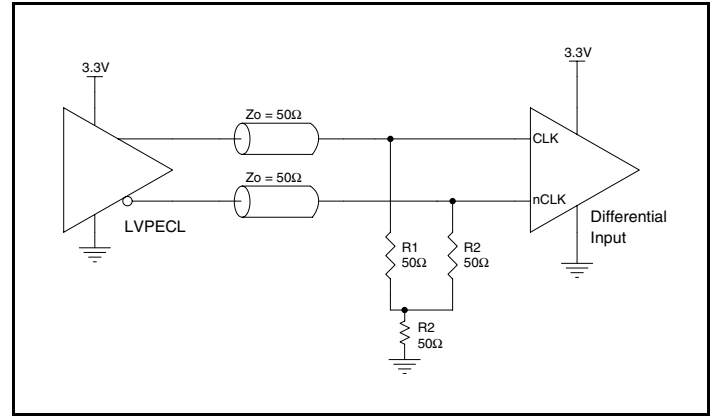 3.3V
3.3V
Zo = 50Ω
CLK
Zo = 50Ω
nCLK
LVPECL
Differential
Input
R1
50Ω
R2
50Ω
R2
50Ω